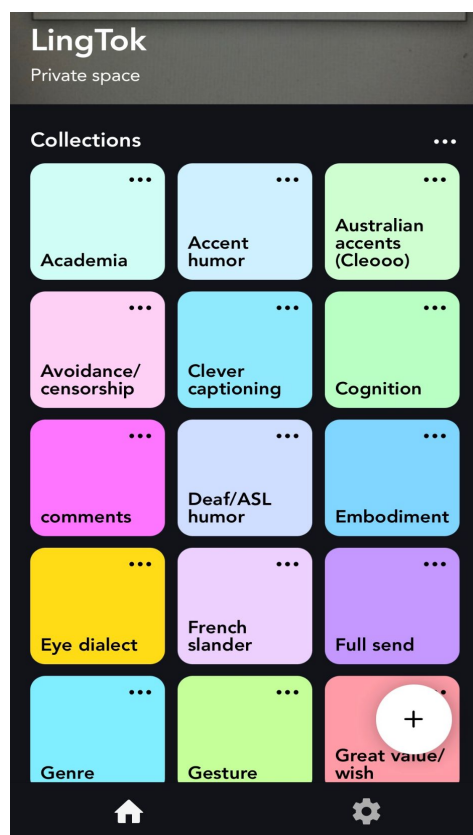 LingTok
Private space
Collections
Academia
Accent
humor
Australian
accents
(Cleooo)
Avoidance/
censorship
Clever
captioning
Cognition
comments
Deaf/ASL
humor
Embodiment
Eye dialect
French
slander
Full send
Genre
Gesture
Great value/
wish